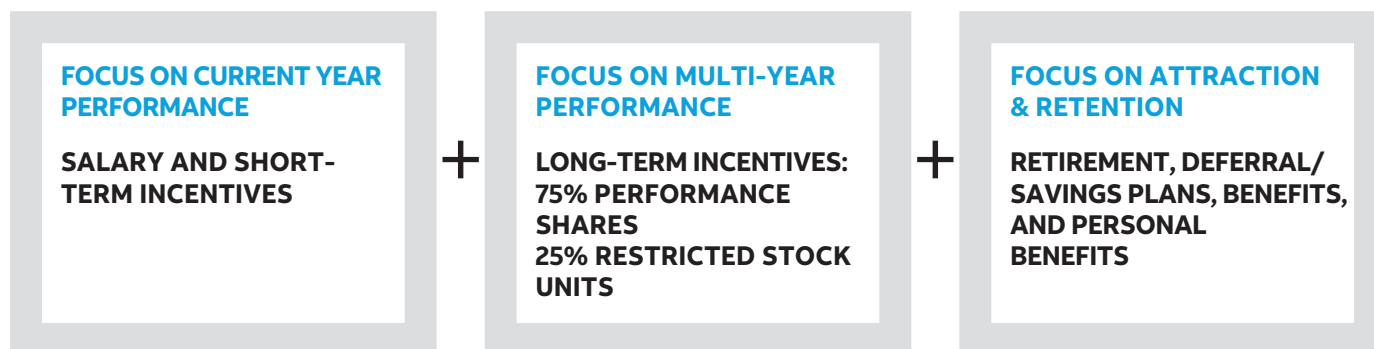 FOCUS ON CURRENT YEAR
PERFORMANCE
SALARY AND SHORT-
TERM INCENTIVES
+
FOCUS ON MULTI-YEAR
PERFORMANCE
LONG-TERM INCENTIVES:
75% PERFORMANCE
SHARES
25% RESTRICTED STOCK
UNITS
+
FOCUS ON ATTRACTION
& RETENTION
RETIREMENT, DEFERRAL/
SAVINGS PLANS, BENEFITS,
AND PERSONAL
BENEFITS